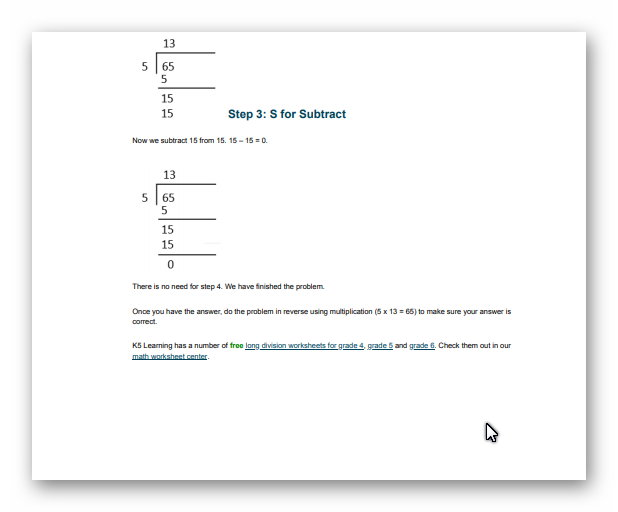 13
5 65
5
15
15 Step 3: S for Subtract
Now we subtract 15 from 15. 15 – 15 = 0.
13
5 65
5
15
15
0
There is no need for step 4. We have finished the problem.
Once you have the answer, do the problem in reverse using multiplication (5 x 13 = 65) to make sure your answer is
correct.
K5 Learning has a number of free long division worksheets for grade 4, grade 5 and grade 6. Check them out in our
math worksheet center.